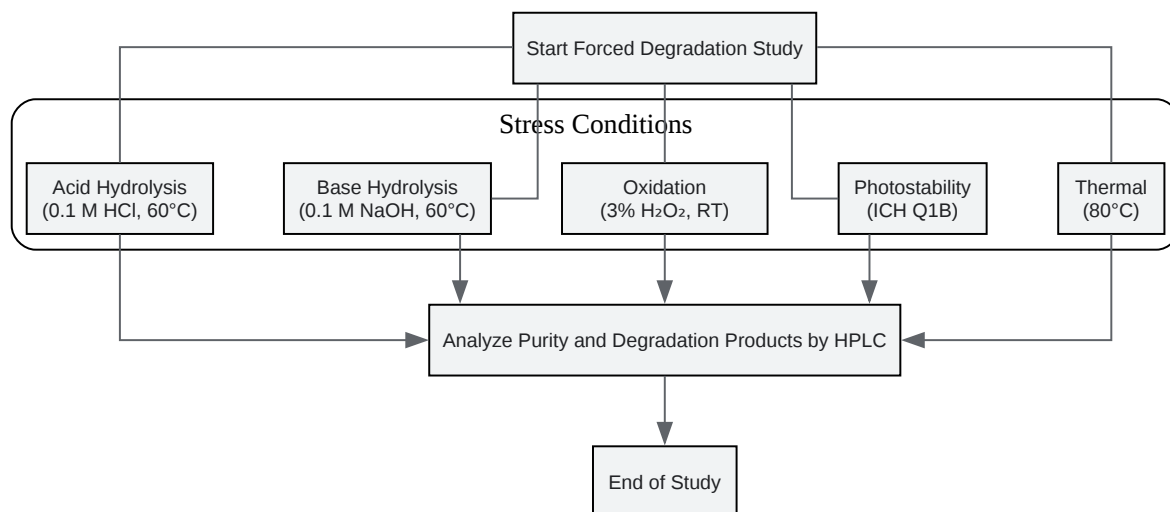 Start Forced Degradation Study
Stress Conditions
Acid Hydrolysis
(0.1 M HCl, 60°C)
Base Hydrolysis
(0.1 M NaOH, 60°C)
Oxidation
(3% H₂O₂, RT)
Photostability
(ICH Q1B)
Thermal
(80°C)
Analyze Purity and Degradation Products by HPLC
End of Study